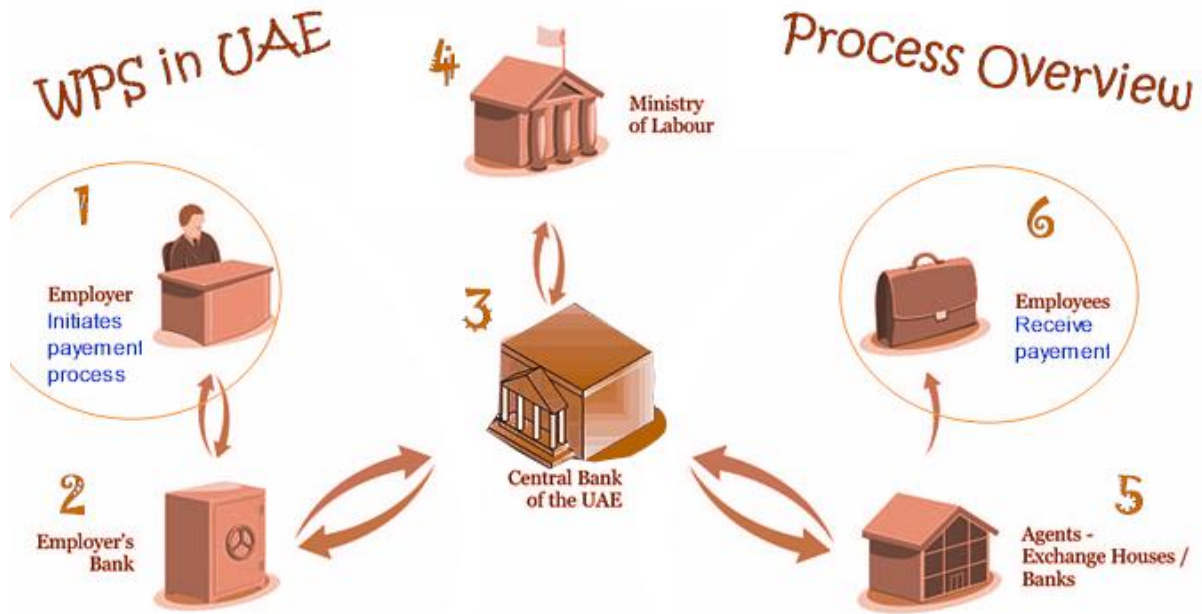 WPS in UAE
Process Overview
4
Ministry
of Labour
1
Employer
Initiates
payement
process
6
Employees
Receive
payement
3
Central Bank
of the UAE
2
Employer's
Bank
5
Agents -
Exchange Houses /
Banks